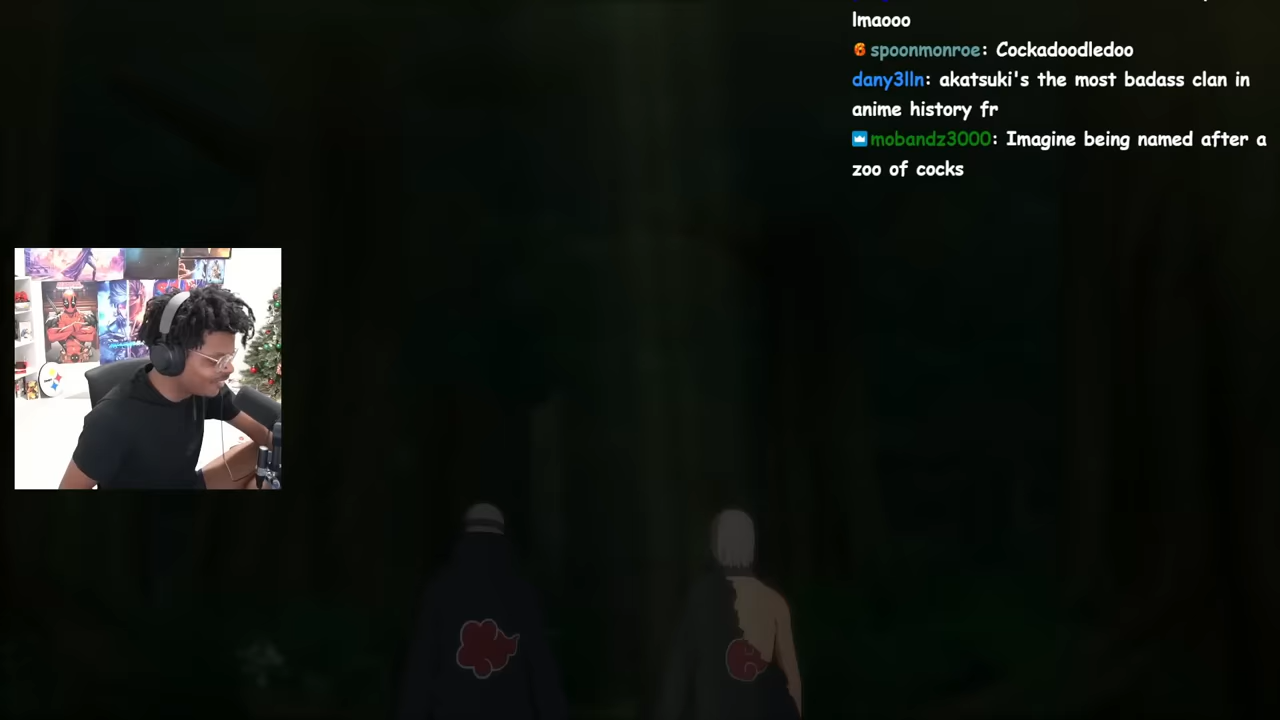 lmaooo
spoonmonroe: Cockadoodledoo
dany3lln: akatsuki's the most badass clan in
anime history fr
mobandz3000: Imagine being named after a
zoo of cocks